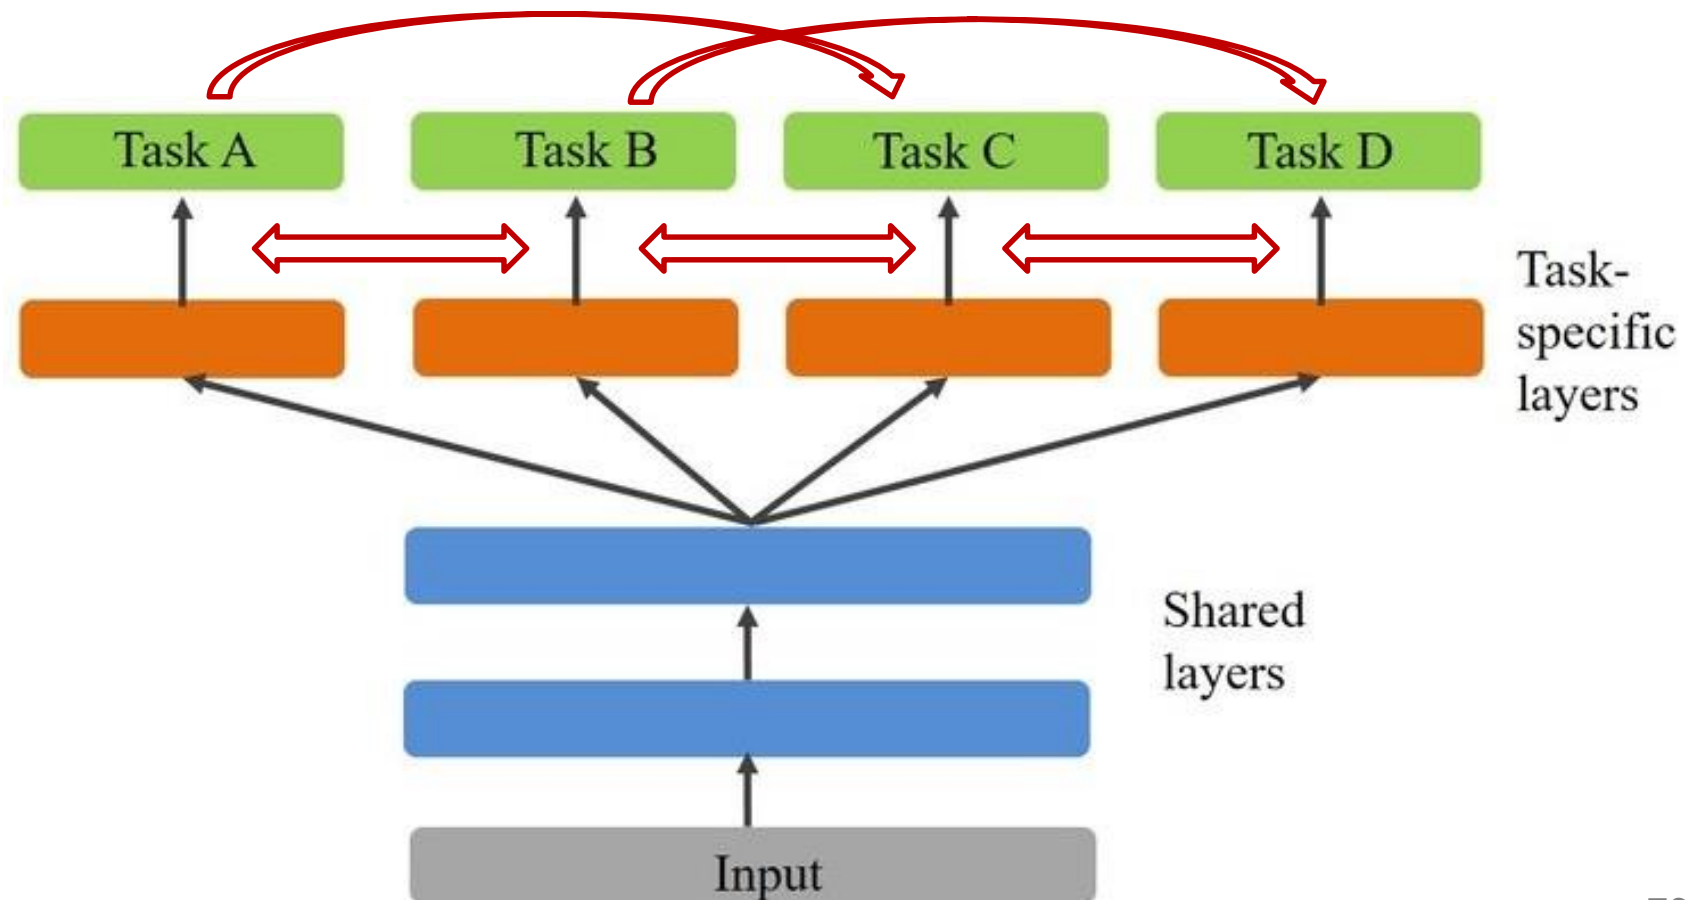 Task A
Task B
Task C
Task D
Task-
specific
layers
Shared
layers
Input